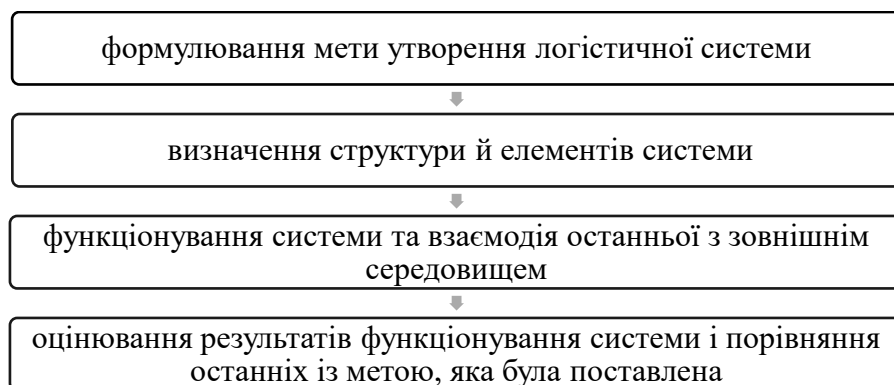 формулювання мети утворення логістичної системи
визначення структури й елементів системи
функціонування системи та взаємодія останньої з зовнішнім
середовищем
оцінювання результатів функціонування системи і порівняння
останніх із метою, яка була поставлена